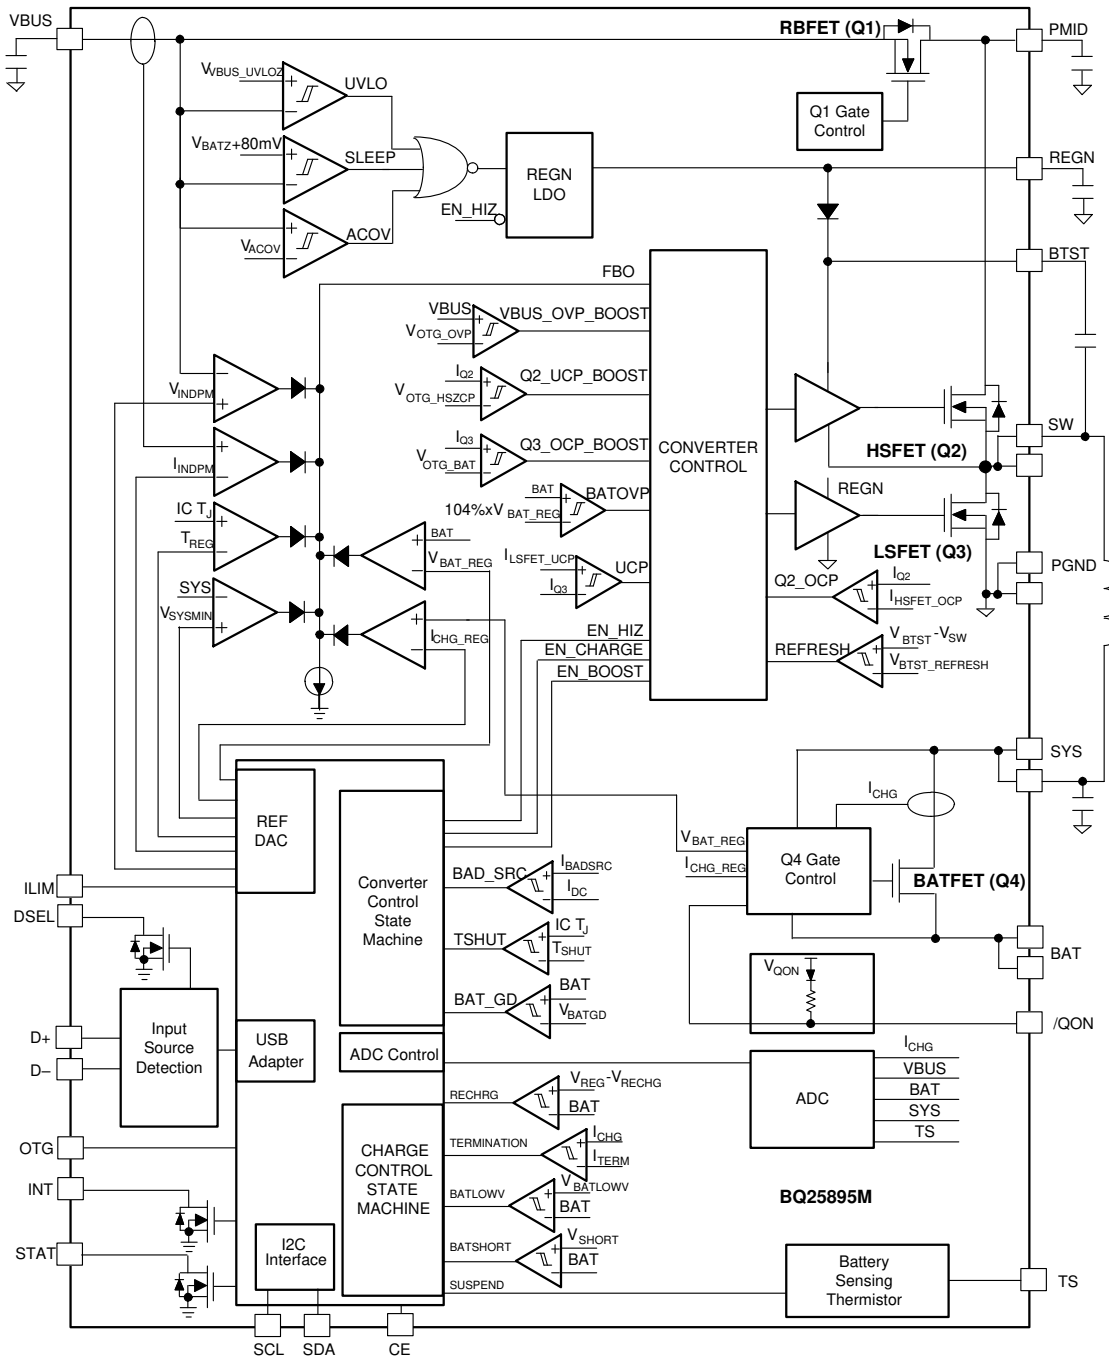 VBUS
RBFET (Q1)
PMID
VVBUS_UVLOZ
UVLO
Q1 Gate
Control
VBATZ+80mV
SLEEP
REGN
LDO
REGN
EN_HIZ
VACOV
ACOV
BTST
FBO
VBUS
VOTG_OVP
VBUS_OVP_BOOST
IQ2
VOTG_HSZCP
Q2_UCP_BOOST
VINDPM
IQ3
VOTG_BAT
Q3_OCP_BOOST
CONVERTER
CONTROL
HSFET (Q2)
SW
IINDPM
BAT
104%xVBAT_REG
BATOVP
REGN
IC TJ
TREG
BAT
VBAT_REG
ILSFET_UCP
IQ3
UCP
LSFET (Q3)
PGND
Q2_OCP
IQ2
IHSFET_OCP
SYS
VSYSMIN
ICHG_REG
EN_HIZ
EN_CHARGE
EN_BOOST
REFRESH
VBTST-VSW
VBTST_REFRESH
SYS
ICHG
REF
DAC
VBAT_REG
ICHG_REG
Q4 Gate
Control
BATFET (Q4)
Converter
Control
State
Machine
BAD_SRC
IBADSRC
IDC
ILIM
DSEL
TSHUT
IC TJ
TSHUT
BAT
VQON
BAT_GD
BAT
VBATGD
/QON
D+
D–
Input
Source
Detection
USB
Adapter
ADC Control
ADC
ICHG
VBUS
BAT
SYS
TS
RECHRG
VREG-VRECHG
BAT
OTG
CHARGE
CONTROL
STATE
MACHINE
TERMINATION
ICHG
ITERM
INT
BATLOWV
VBATLOWV
BAT
BQ25895M
STAT
I2C
Interface
BATSHORT
VSHORT
BAT
SUSPEND
Battery
Sensing
Thermistor
TS
SCL
SDA
CE